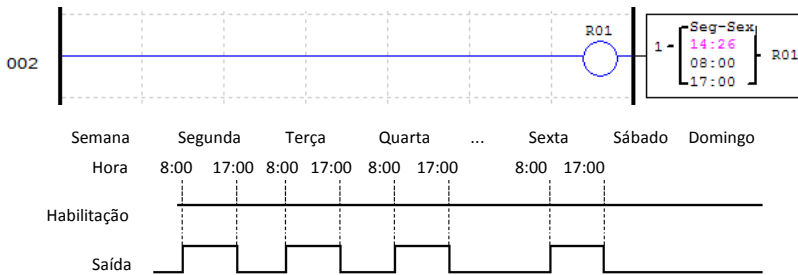 R01
Seg-Sex
1
14:26
R01
002
08:00
17:00
Semana Segunda Terça Quarta ... Sexta Sábado Domingo
Hora 8:00 17:00 8:00 17:00 8:00 17:00 8:00 17:00
Habilitação
Saída